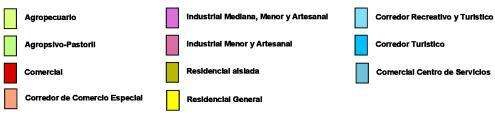 Agropecuario
Agropsivo-Pastoril
Comercial
Corredor de Comercio Especial
Industrial Mediana, Menor y Artesanal
Industrial Menor y Artesanal
Residencial aislada
Residencial General
Corredor Recreativo y Turistico
Corredor Turistico
Comercial Centro de Servicios